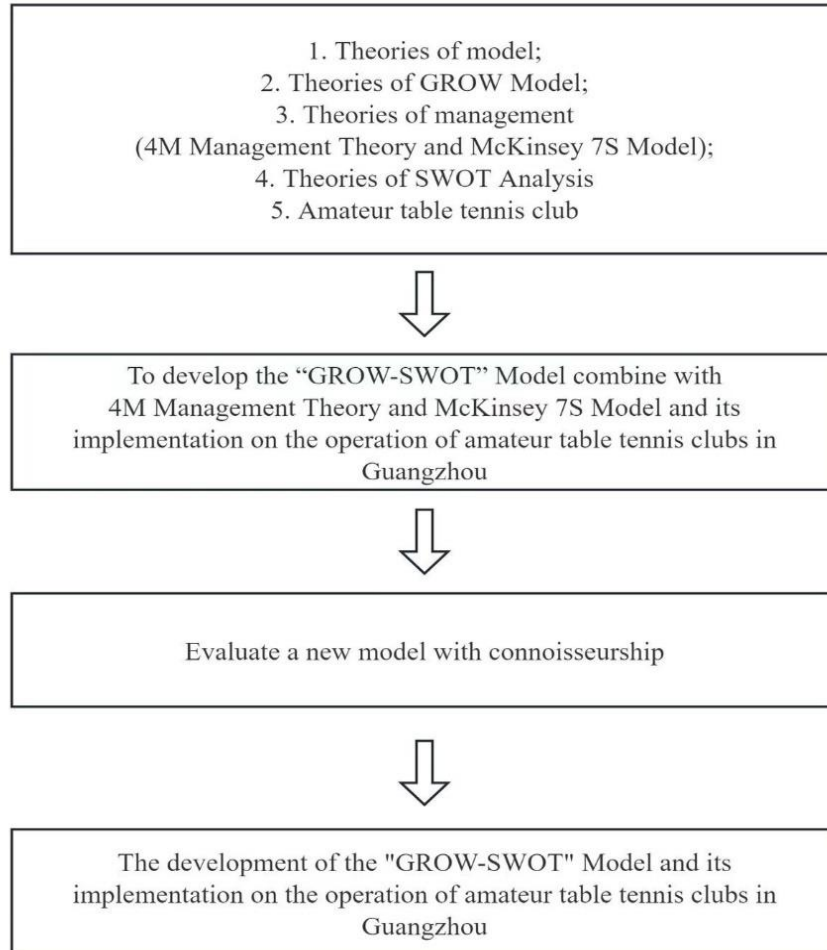 1. Theories of model;
2. Theories of GROW Model;
3. Theories of management
(4M Management Theory and McKinsey 7S Model);
4. Theories of SWOT Analysis
5. Amateur table tennis club
To develop the “GROW-SWOT” Model combine with
4M Management Theory and McKinsey 7S Model and its
implementation on the operation of amateur table tennis clubs in
Guangzhou
Evaluate a new model with connoisseurship
The development of the "GROW-SWOT" Model and its
implementation on the operation of amateur table tennis clubs in
Guangzhou